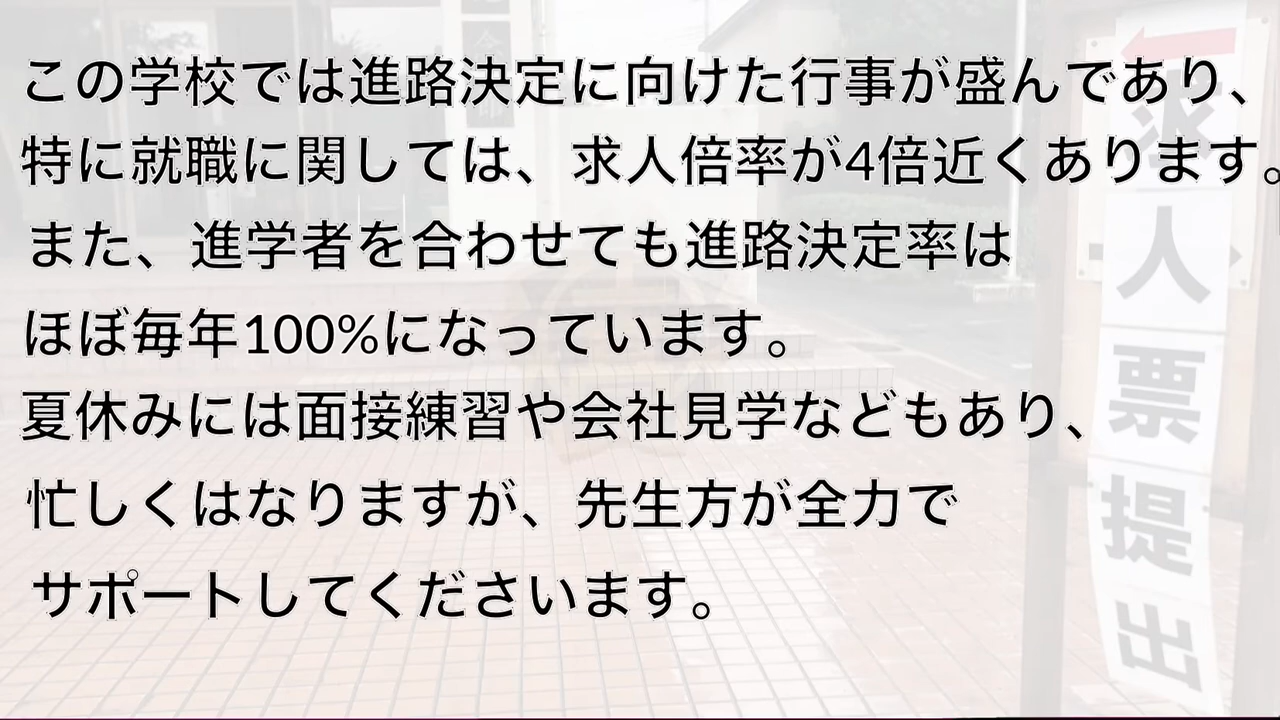 この学校では進路決定に向けた行事が盛んであり、
特に就職に関しては、求人倍率が4倍近くあります。
また、進学者を合わせても進路決定率は
ほぼ毎年100%になっています。
夏休みには面接練習や会社見学などもあり、
忙しくはなりますが、先生方が全力で
サポートしてくださいます。
求人票提出